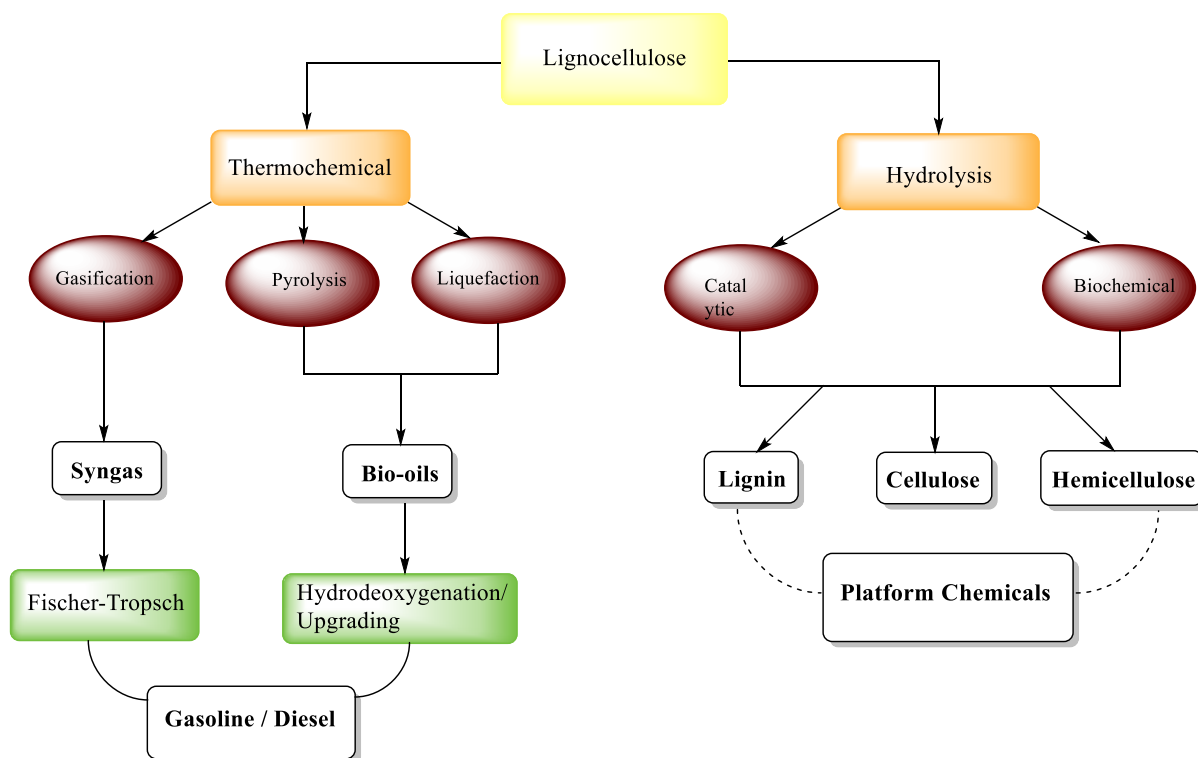 Lignocellulose
Thermochemical
Hydrolysis
Gasification
Pyrolysis
Liquefaction
Catal
ytic
Biochemical
Syngas
Bio-oils
Lignin
Cellulose
Hemicellulose
Fischer-Tropsch
Hydrodeoxygenation/
Upgrading
Platform Chemicals
Gasoline / Diesel